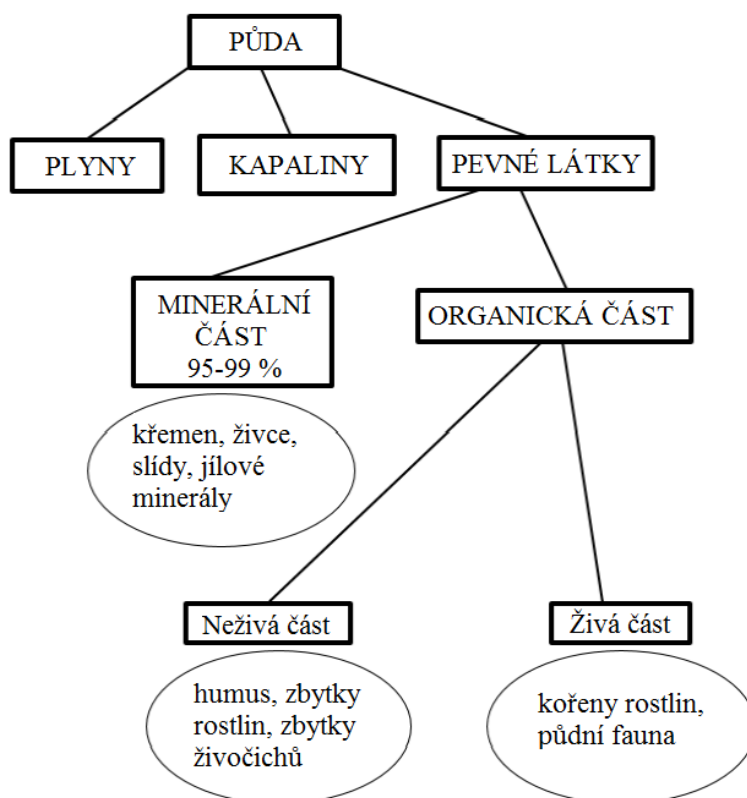 PŮDA
PLYNY
KAPALINY
PEVNÉ LÁTKY
MINERÁLNÍ
ČÁST
95-99 %
ORGANICKÁ ČÁST
křemen, živce,
slídy, jílové
minerály
Neživá část
Živá část
humus, zbytky
rostlin, zbytky
živočichů
kořeny rostlin,
půdní fauna